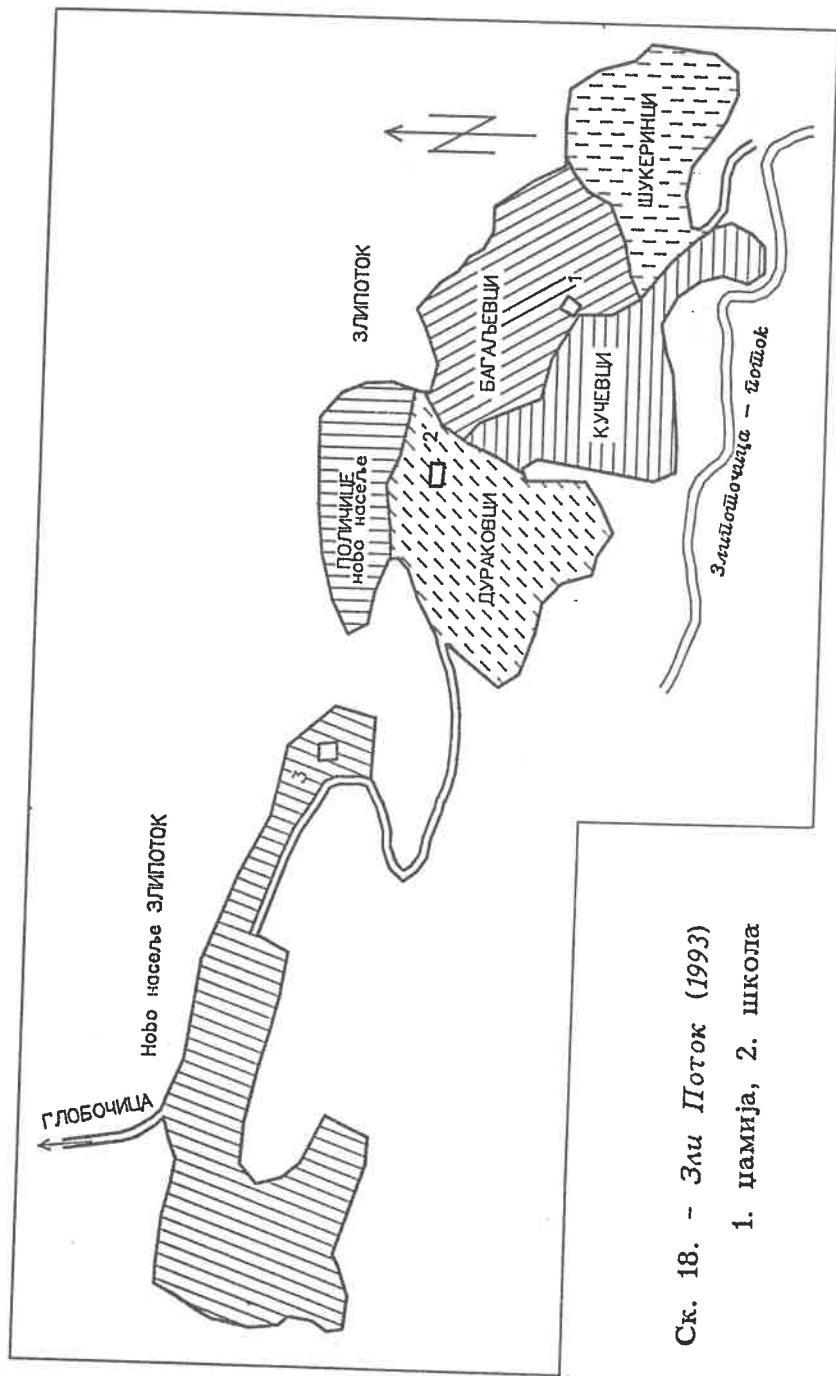 ГЛОБОЧИЦА
Ново насеље ЗЛИПОТОК
3
ПОЛИЧИЦЕ
ново насеље
ЗЛИПОТОК
N
2
ДУРАКОВЦИ
БАГАЉЕВЦИ
1
КУЧЕВЦИ
ШУКЕРИНЦИ
Злипоточица – поток
Ск. 18. – Зли Поток (1993)
1. џамија, 2. школа